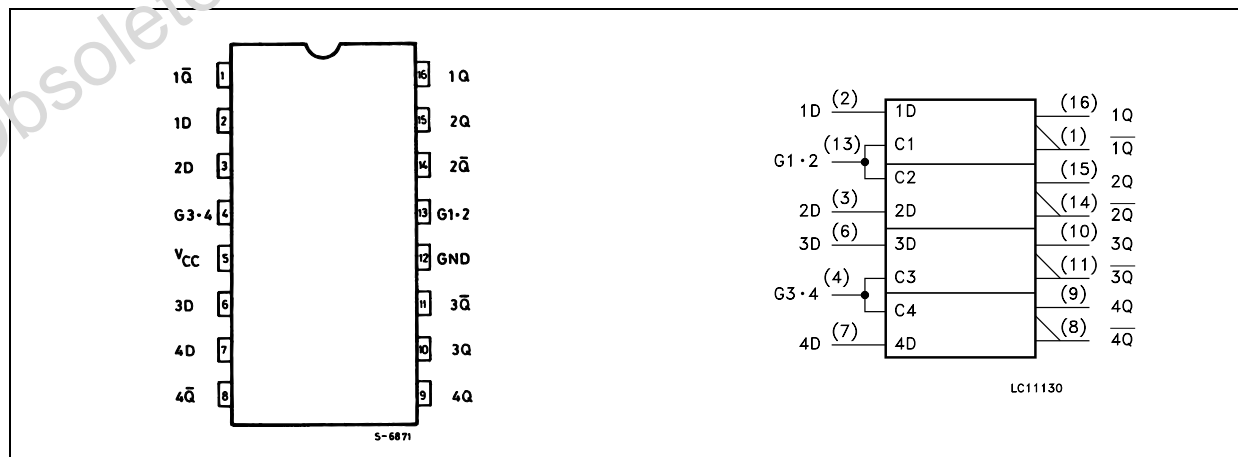 Obsolete
1Q̅ 1
1D 2
2D 3
G3·4 4
VCC 5
3D 6
4D 7
4Q̅ 8
16 1Q
15 2Q
14 2Q̅
13 G1·2
12 GND
11 3Q̅
10 3Q
9 4Q
S-6871
1D (2) 1D
G1·2 (13) C1
C2
2D (3) 2D
3D (6) 3D
G3·4 (4) C3
C4
4D (7) 4D
(16) 1Q
(1) 1Q̅
(15) 2Q
(14) 2Q̅
(10) 3Q
(11) 3Q̅
(9) 4Q
(8) 4Q̅
LC11130